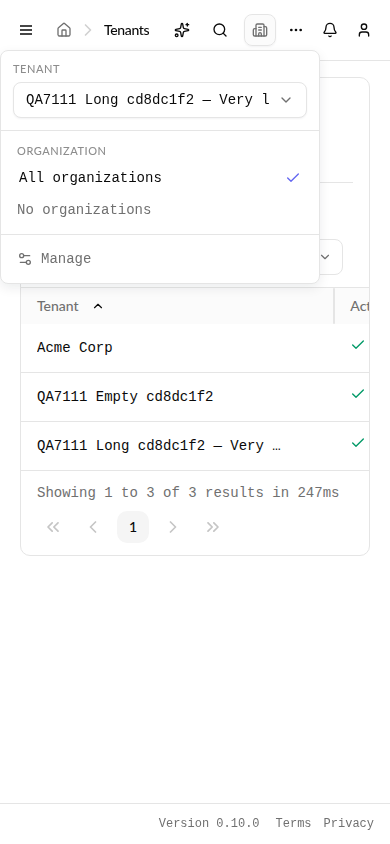 Tenants
TENANT
QA7111 Long cd8dc1f2 — Very l
ORGANIZATION
All organizations
No organizations
Manage
Tenant
Act
Acme Corp
QA7111 Empty cd8dc1f2
QA7111 Long cd8dc1f2 — Very …
Showing 1 to 3 of 3 results in 247ms
1
Version 0.10.0 Terms Privacy